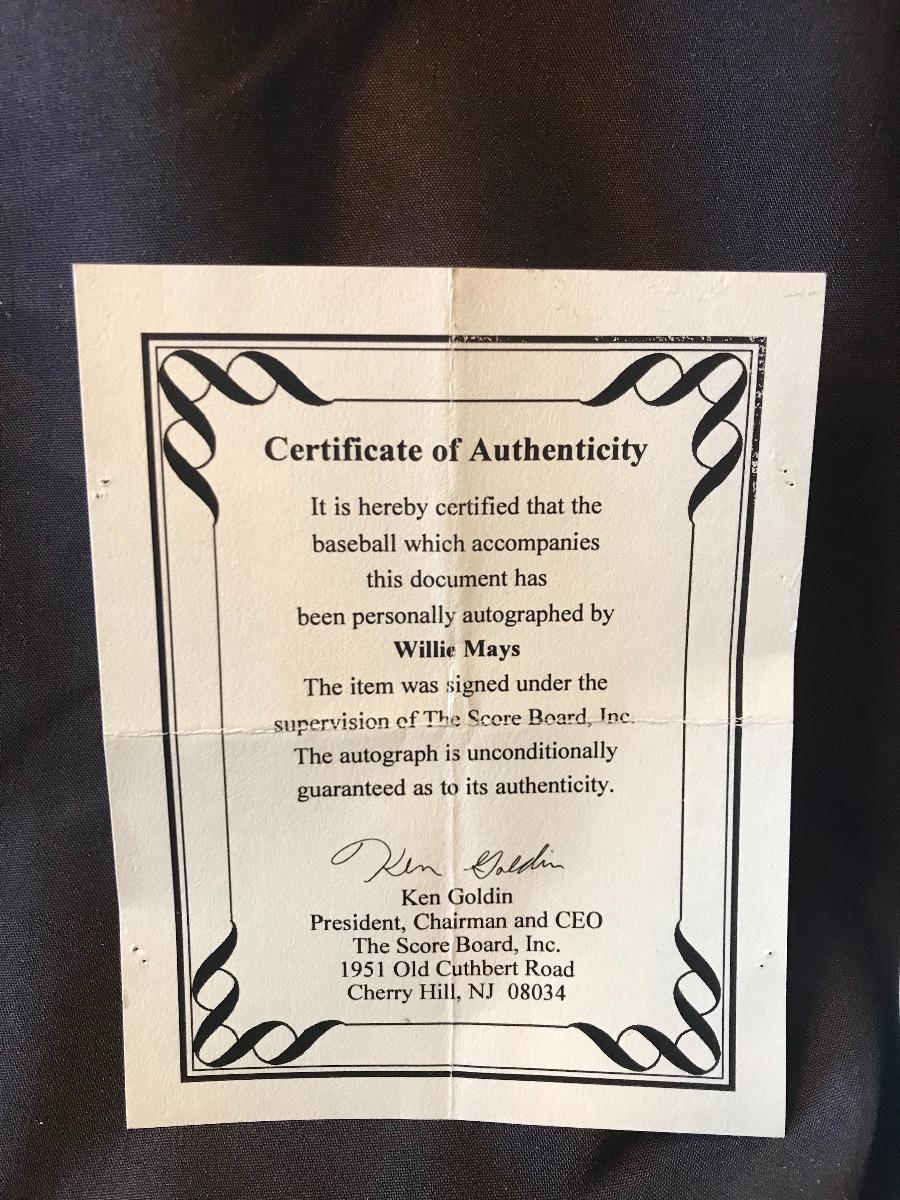 Certificate of Authenticity
It is hereby certified that the
baseball which accompanies
this document has
been personally autographed by
Willie Mays
The item was signed under the
supervision of The Score Board, Inc.
The autograph is unconditionally
guaranteed as to its authenticity.
Ken Goldin
Ken Goldin
President, Chairman and CEO
The Score Board, Inc.
1951 Old Cuthbert Road
Cherry Hill, NJ 08034